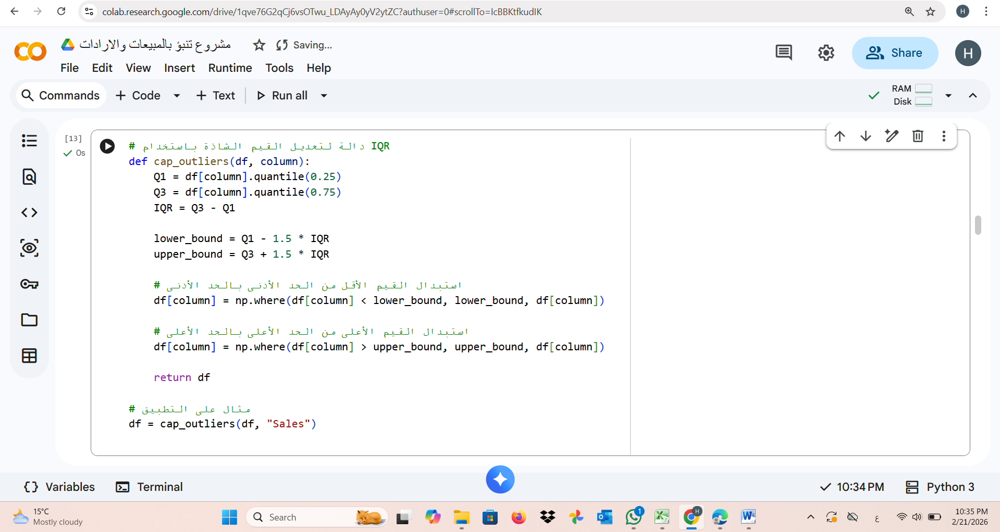 colab.research.google.com/drive/1qve76G2qCj6vsOTwu_LDAyAy0yV2ytZC?authuser=0#scrollTo=IcBBKtfkudIK
H
مشروع تنبؤ بالمبيعات والارادات
Saving...
Share
H
File Edit View Insert Runtime Tools Help
Commands + Code + Text Run all
RAM
Disk
[13]
0s
# دالة لتعديل القيم الشاذة باستخدام IQR
def cap_outliers(df, column):
    Q1 = df[column].quantile(0.25)
    Q3 = df[column].quantile(0.75)
    IQR = Q3 - Q1
    lower_bound = Q1 - 1.5 * IQR
    upper_bound = Q3 + 1.5 * IQR
    # استبدال القيم الأقل من الحد الأدنى بالحد الأدنى
    df[column] = np.where(df[column] < lower_bound, lower_bound, df[column])
    # استبدال القيم الأعلى من الحد الأعلى بالحد الأعلى
    df[column] = np.where(df[column] > upper_bound, upper_bound, df[column])
    return df
# مثال على التطبيق
df = cap_outliers(df, "Sales")
{} Variables Terminal
10:34 PM Python 3
15°C
Mostly cloudy
Search
1
H
ع
10:35 PM
2/21/2026